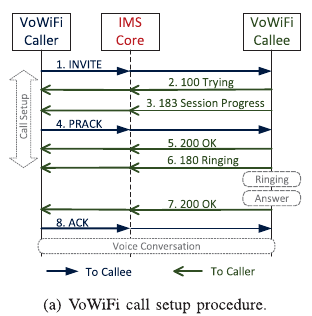 VoWiFi Caller
IMS Core
VoWiFi Callee
Call Setup
1. INVITE
2. 100 Trying
3. 183 Session Progress
4. PRACK
5. 200 OK
6. 180 Ringing
Ringing
Answer
7. 200 OK
8. ACK
Voice Conversation
To Callee
To Caller
(a) VoWiFi call setup procedure.